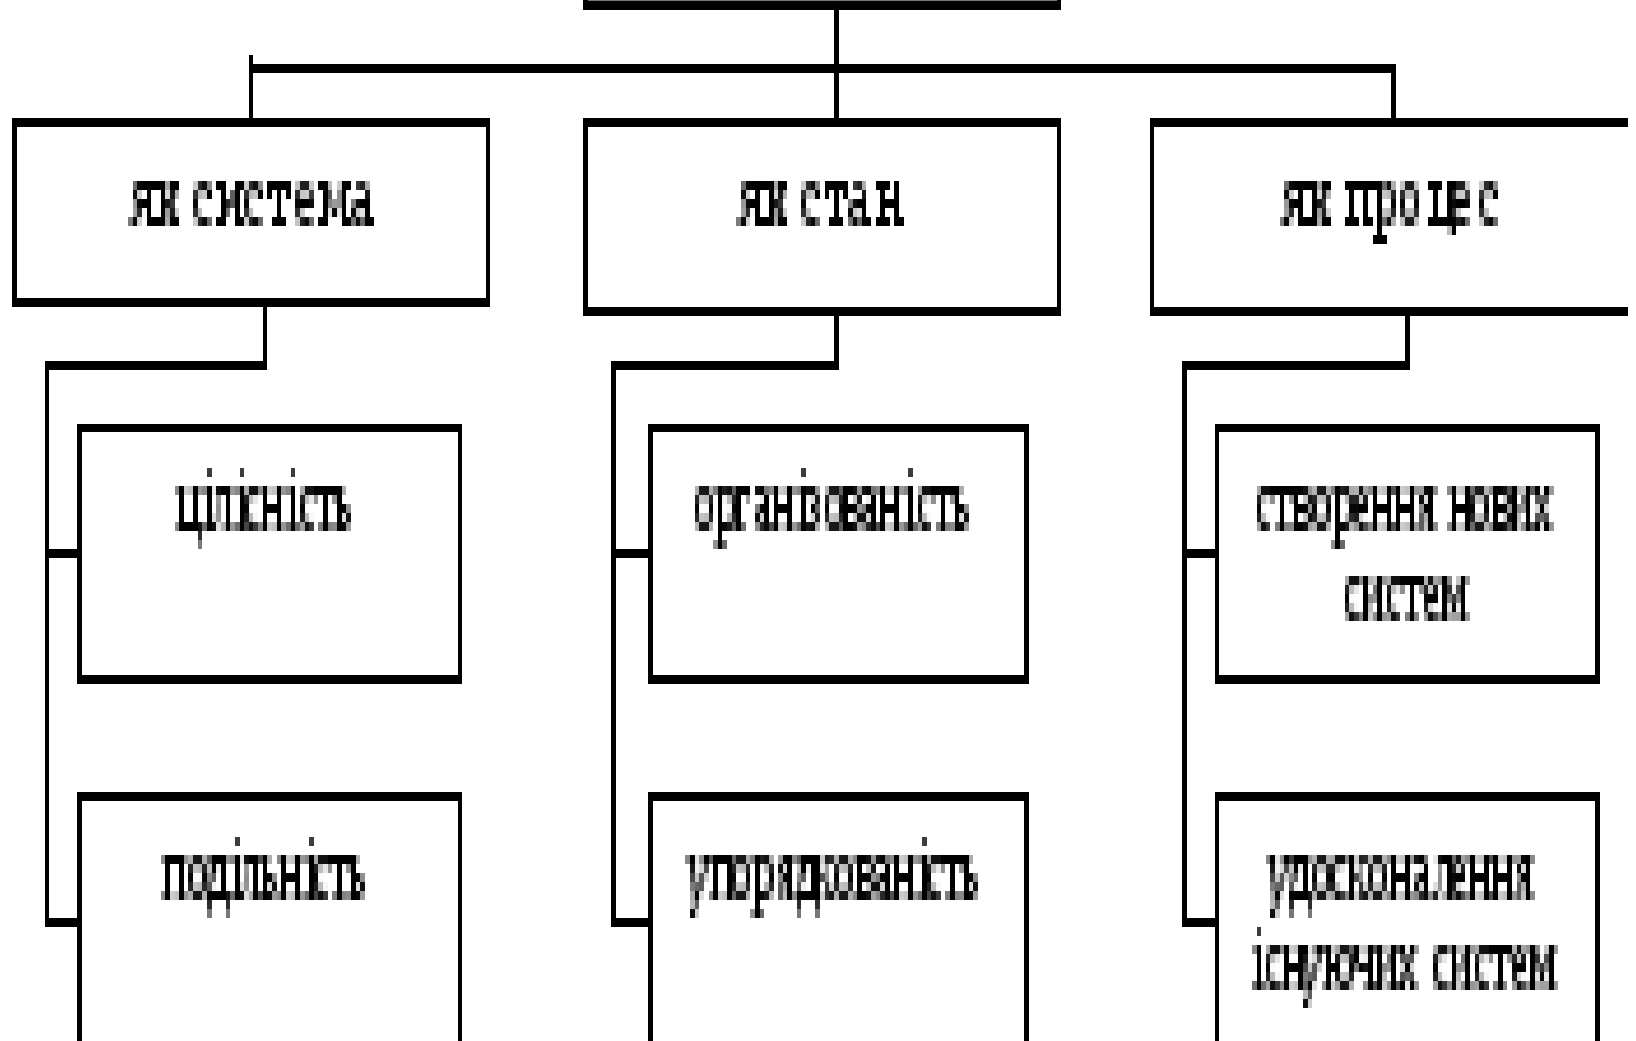 як система
як стан
як процес
цілісність
організованість
створення нових
систем
подільність
упорядкованість
удосконалення
існуючих систем